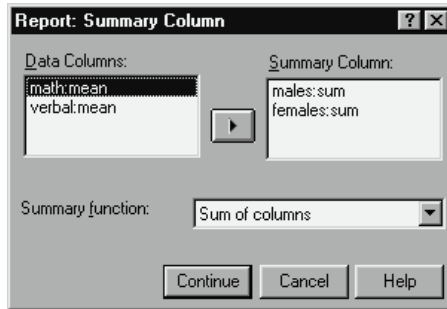 Report: Summary Column
Data Columns:
math:mean
verbal:mean
Summary Column:
males:sum
females:sum
Summary function:
Sum of columns
Continue
Cancel
Help